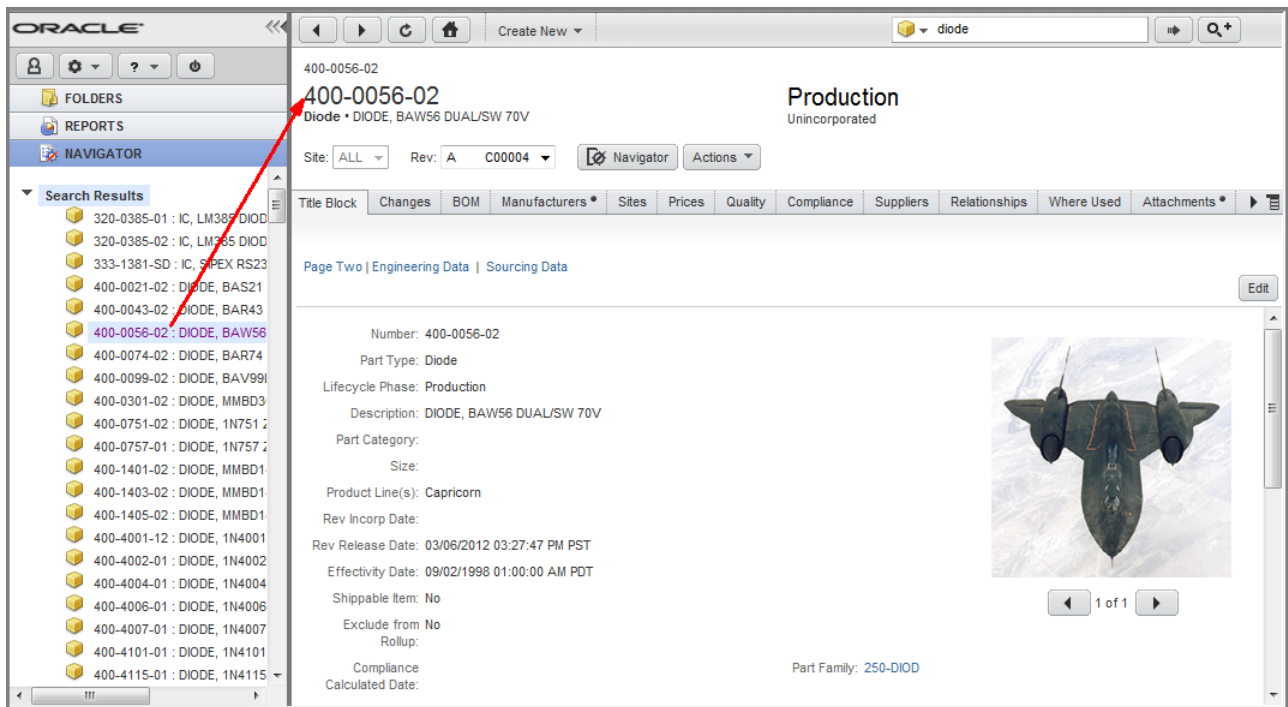 ORACLE
Create New
diode
?
FOLDERS
REPORTS
NAVIGATOR
Search Results
320-0385-01 : IC, LM385 DIOD
320-0385-02 : IC, LM385 DIOD
333-1381-SD : IC, SIPEX RS23
400-0021-02 : DIODE, BAS21
400-0043-02 : DIODE, BAR43
400-0056-02 : DIODE, BAW56
400-0074-02 : DIODE, BAR74
400-0099-02 : DIODE, BAV99
400-0301-02 : DIODE, MMBD3
400-0751-02 : DIODE, 1N751
400-0757-01 : DIODE, 1N757
400-1401-02 : DIODE, MMBD1
400-1403-02 : DIODE, MMBD1
400-1405-02 : DIODE, MMBD1
400-4001-12 : DIODE, 1N4001
400-4002-01 : DIODE, 1N4002
400-4004-01 : DIODE, 1N4004
400-4006-01 : DIODE, 1N4006
400-4007-01 : DIODE, 1N4007
400-4101-01 : DIODE, 1N4101
400-4115-01 : DIODE, 1N4115
400-0056-02
400-0056-02
Diode • DIODE, BAW56 DUAL/SW 70V
Production
Unincorporated
Site: ALL Rev: A C00004 Navigator Actions
Title Block Changes BOM Manufacturers • Sites Prices Quality Compliance Suppliers Relationships Where Used Attachments •
Page Two | Engineering Data | Sourcing Data
Edit
Number: 400-0056-02
Part Type: Diode
Lifecycle Phase: Production
Description: DIODE, BAW56 DUAL/SW 70V
Part Category:
Size:
Product Line(s): Capricorn
Rev Incorp Date:
Rev Release Date: 03/06/2012 03:27:47 PM PST
Effectivity Date: 09/02/1998 01:00:00 AM PDT
Shippable Item: No
Exclude from No
Rollup:
Compliance
Calculated Date:
1 of 1
Part Family: 250-DIOD